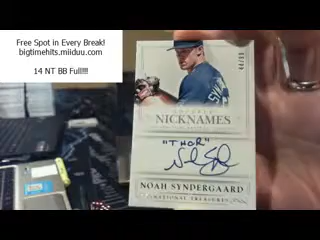 Free Spot in Every Break!
bigtimehits.miiduu.com
14 NT BB Full!!!
NICKNAMES
"THOR"
NOAH SYNDERGAARD
NATIONAL TREASURES